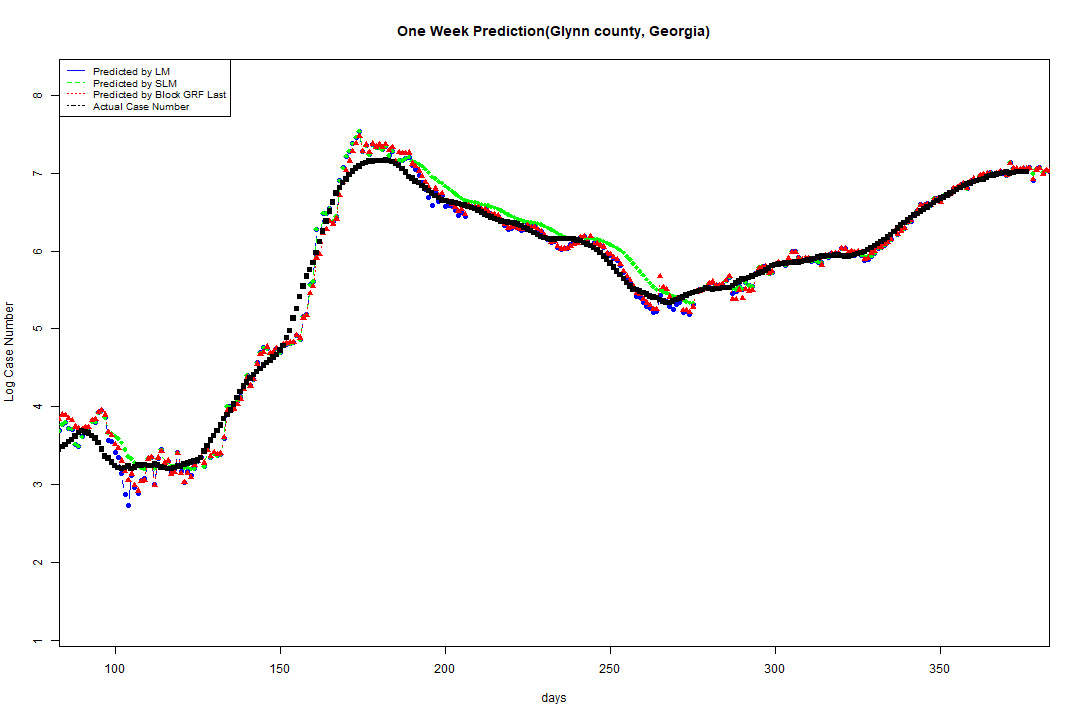 One Week Prediction(Glynn county, Georgia)
Predicted by LM
Predicted by SLM
Predicted by Block GRF Last
Actual Case Number
8
7
6
5
4
3
2
1
Log Case Number
100 150 200 250 300 350
days